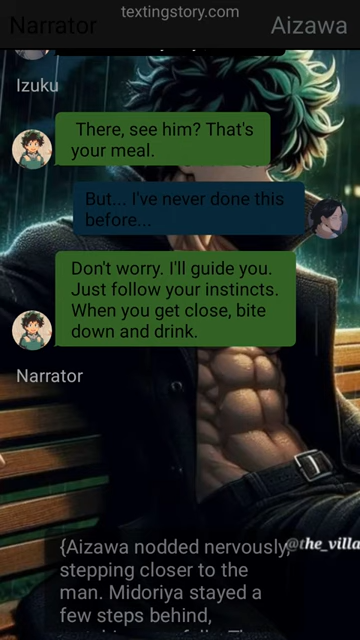 textingstory.com
Narrator
Aizawa
Izuku
There, see him? That's
your meal.
But... I've never done this
before...
Don't worry. I'll guide you.
Just follow your instincts.
When you get close, bite
down and drink.
Narrator
@the_villa
{Aizawa nodded nervously,
stepping closer to the
man. Midoriya stayed a
few steps behind,